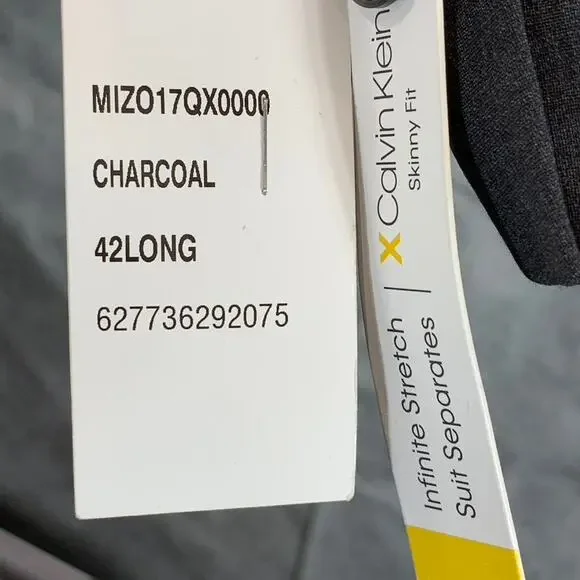 MIZO17QX0000
CHARCOAL
42LONG
627736292075
X Calvin Klein
Skinny Fit
Infinite Stretch
Suit Separates